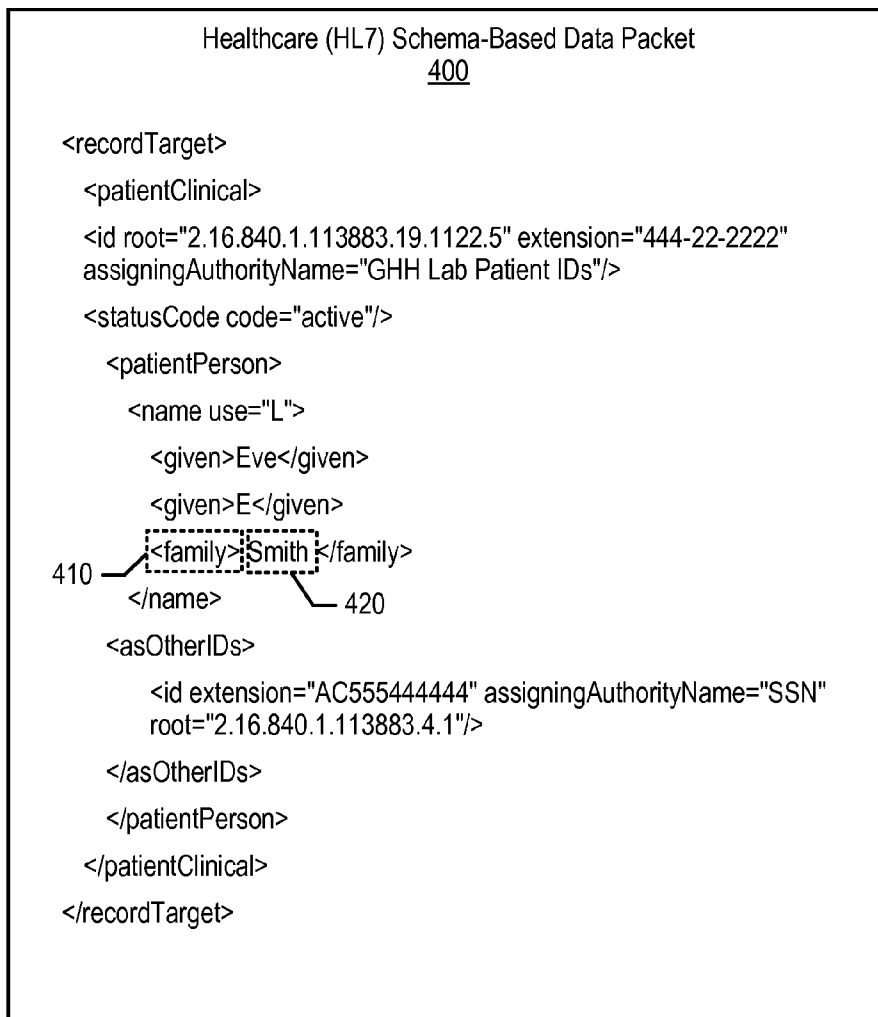 Healthcare (HL7) Schema-Based Data Packet
400
<recordTarget>
<patientClinical>
<id root="2.16.840.1.113883.19.1122.5" extension="444-22-2222"
assigningAuthorityName="GHH Lab Patient IDs"/>
<statusCode code="active"/>
<patientPerson>
<name use="L">
<given>Eve</given>
<given>E</given>
<family> Smith </family>
410
</name>
420
<asOtherIDs>
<id extension="AC555444444" assigningAuthorityName="SSN"
root="2.16.840.1.113883.4.1"/>
</asOtherIDs>
</patientPerson>
</patientClinical>
</recordTarget>